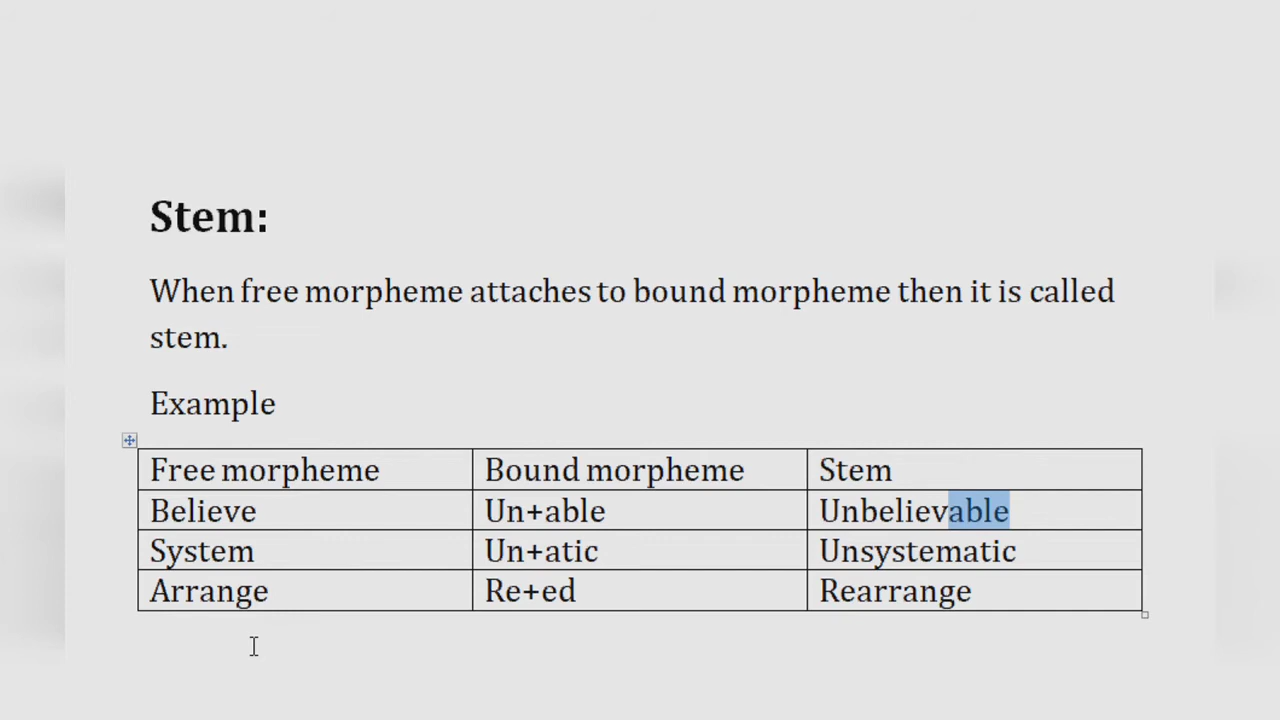 Stem:
When free morpheme attaches to bound morpheme then it is called
stem.
Example
Free morpheme Bound morpheme Stem
Believe Un+able Unbelievable
System Un+atic Unsystematic
Arrange Re+ed Rearrange